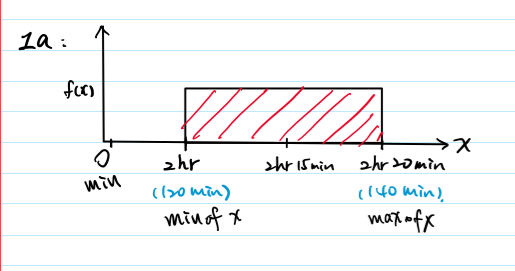 1a:
f(x)
x
0 2hr 2hr 15min 2hr 20min
min (120 min) (140 min)
min of x max of x